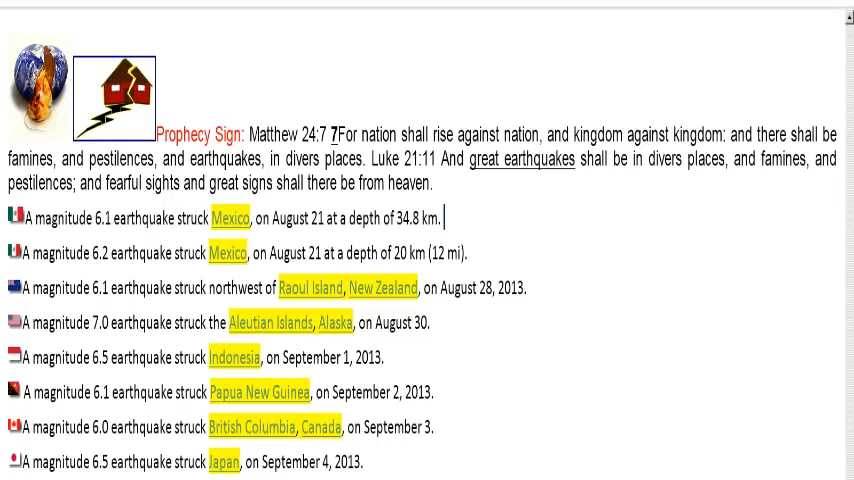 Prophecy Sign: Matthew 24:7 7For nation shall rise against nation, and kingdom against kingdom: and there shall be
famines, and pestilences, and earthquakes, in divers places. Luke 21:11 And great earthquakes shall be in divers places, and famines, and
pestilences; and fearful sights and great signs shall there be from heaven.
A magnitude 6.1 earthquake struck Mexico, on August 21 at a depth of 34.8 km.
A magnitude 6.2 earthquake struck Mexico, on August 21 at a depth of 20 km (12 mi).
A magnitude 6.1 earthquake struck northwest of Raoul Island, New Zealand, on August 28, 2013.
A magnitude 7.0 earthquake struck the Aleutian Islands, Alaska, on August 30.
A magnitude 6.5 earthquake struck Indonesia, on September 1, 2013.
A magnitude 6.1 earthquake struck Papua New Guinea, on September 2, 2013.
A magnitude 6.0 earthquake struck British Columbia, Canada, on September 3.
A magnitude 6.5 earthquake struck Japan, on September 4, 2013.